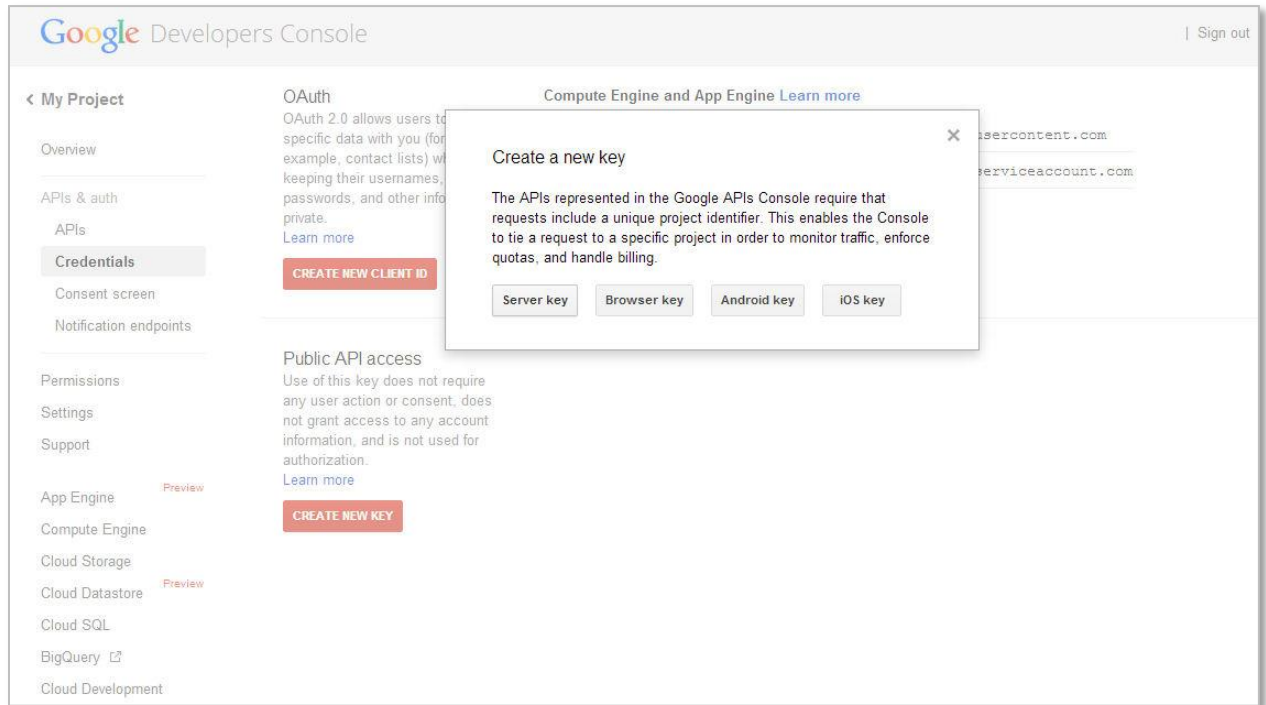 Google Developers Console
| Sign out
< My Project
Overview
APIs & auth
APIs
Credentials
Consent screen
Notification endpoints
Permissions
Settings
Support
App Engine Preview
Compute Engine
Cloud Storage
Cloud Datastore Preview
Cloud SQL
BigQuery
Cloud Development
OAuth
OAuth 2.0 allows users to
specific data with you (for
example, contact lists)
keeping their usernames,
passwords, and other info
private.
Learn more
CREATE NEW CLIENT ID
Compute Engine and App Engine Learn more
usercontent.com
serviceaccount.com
Create a new key
The APIs represented in the Google APIs Console require that
requests include a unique project identifier. This enables the Console
to tie a request to a specific project in order to monitor traffic, enforce
quotas, and handle billing.
Server key
Browser key
Android key
iOS key
Public API access
Use of this key does not require
any user action or consent, does
not grant access to any account
information, and is not used for
authorization.
Learn more
CREATE NEW KEY